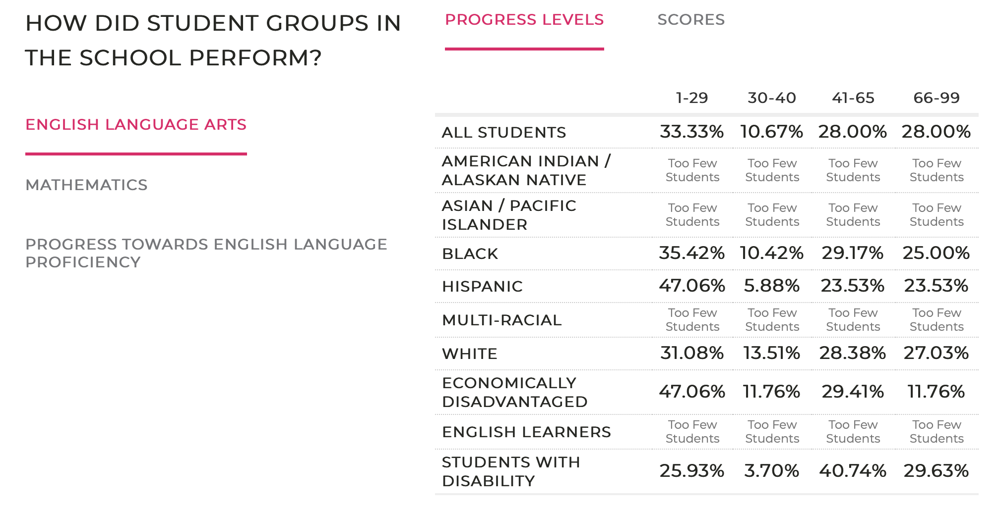 HOW DID STUDENT GROUPS IN
THE SCHOOL PERFORM?
ENGLISH LANGUAGE ARTS
MATHEMATICS
PROGRESS TOWARDS ENGLISH LANGUAGE
PROFICIENCY
PROGRESS LEVELS SCORES
1-29 30-40 41-65 66-99
ALL STUDENTS 33.33% 10.67% 28.00% 28.00%
AMERICAN INDIAN / Too Few Too Few Too Few Too Few
ALASKAN NATIVE Students Students Students Students
ASIAN / PACIFIC Too Few Too Few Too Few Too Few
ISLANDER Students Students Students Students
BLACK 35.42% 10.42% 29.17% 25.00%
HISPANIC 47.06% 5.88% 23.53% 23.53%
MULTI-RACIAL Too Few Too Few Too Few Too Few
Students Students Students Students
WHITE 31.08% 13.51% 28.38% 27.03%
ECONOMICALLY
DISADVANTAGED 47.06% 11.76% 29.41% 11.76%
ENGLISH LEARNERS Too Few Too Few Too Few Too Few
Students Students Students Students
STUDENTS WITH
DISABILITY 25.93% 3.70% 40.74% 29.63%